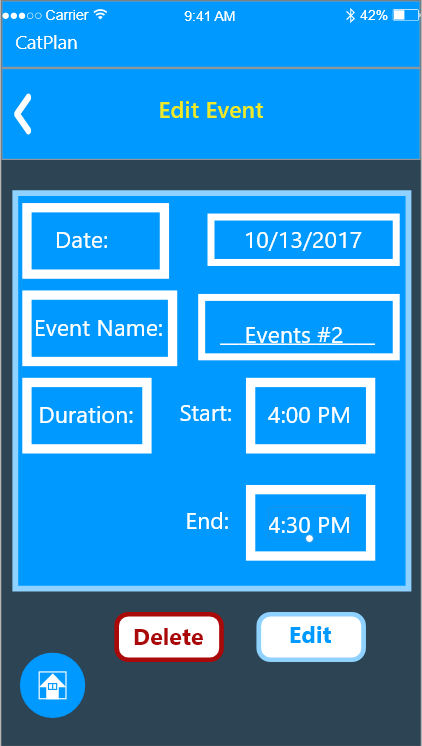 Carrier 9:41 AM 42%
CatPlan
Edit Event
Date: 10/13/2017
Event Name: Events #2
Duration: Start: 4:00 PM
End: 4:30 PM
Delete Edit